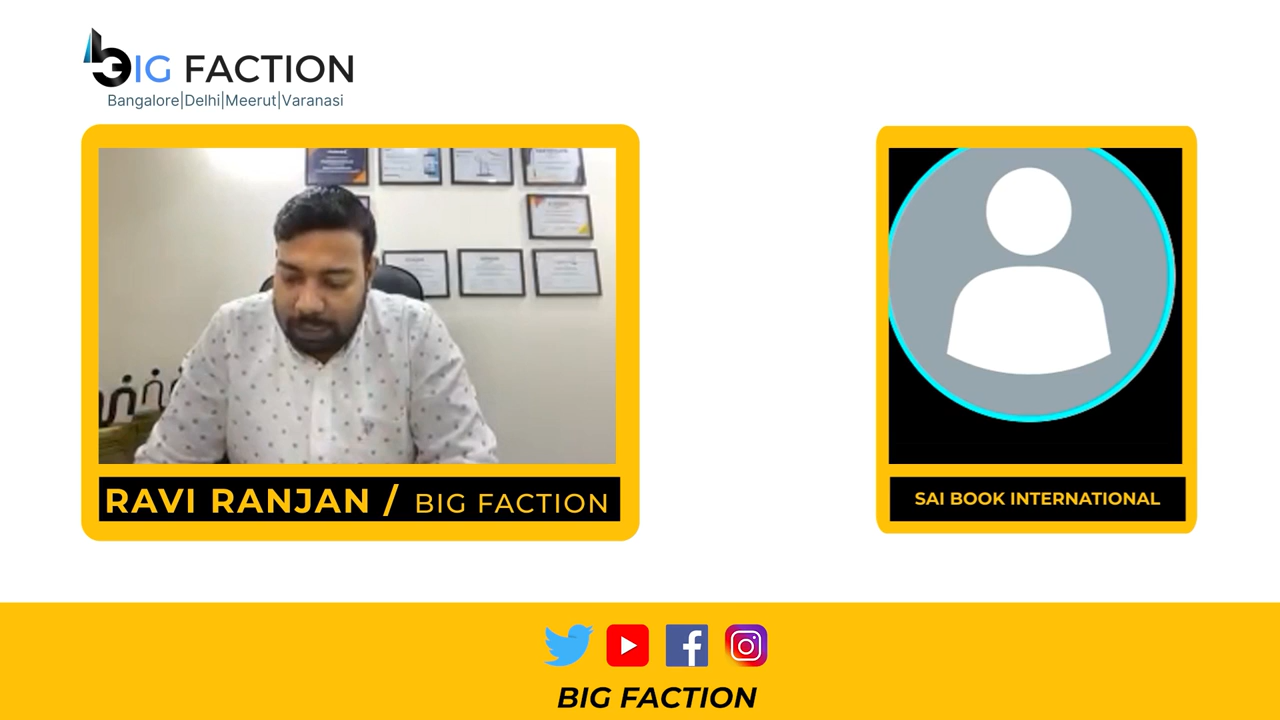 BIG FACTION
Bangalore|Delhi|Meerut|Varanasi
RAVI RANJAN / BIG FACTION
SAI BOOK INTERNATIONAL
BIG FACTION